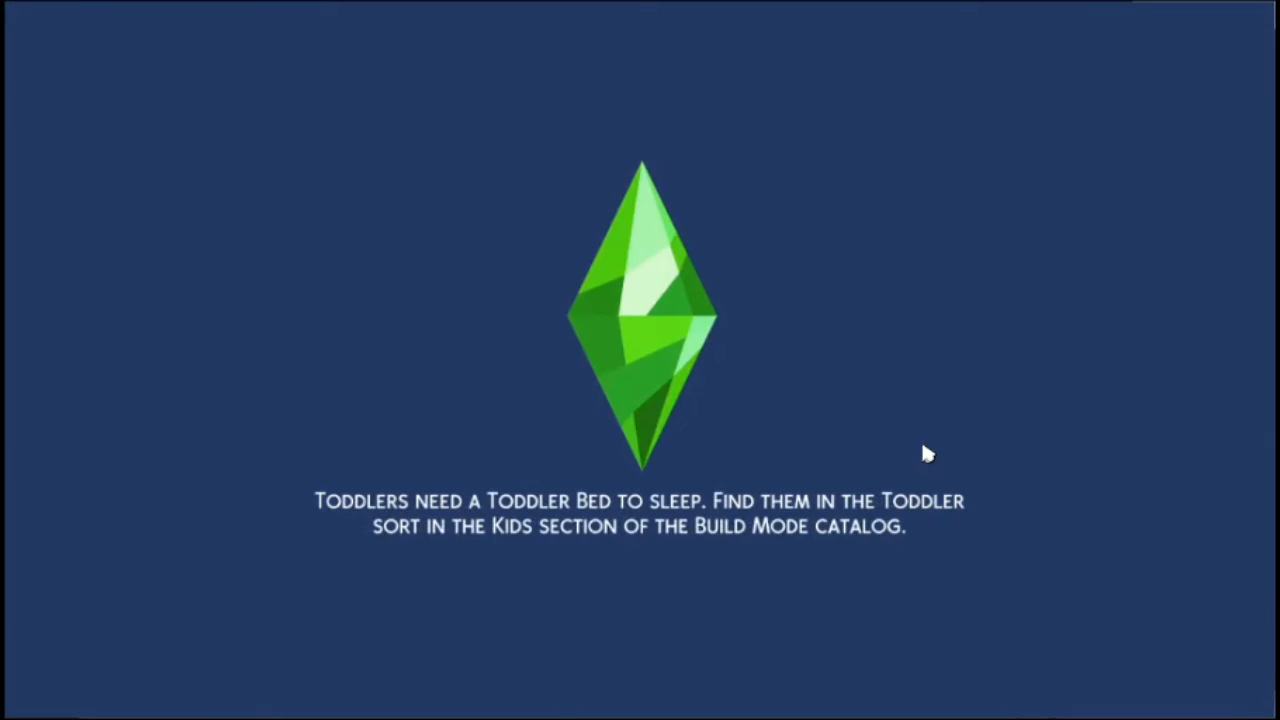 Toddlers need a Toddler Bed to sleep. Find them in the Toddler
sort in the Kids section of the Build Mode catalog.